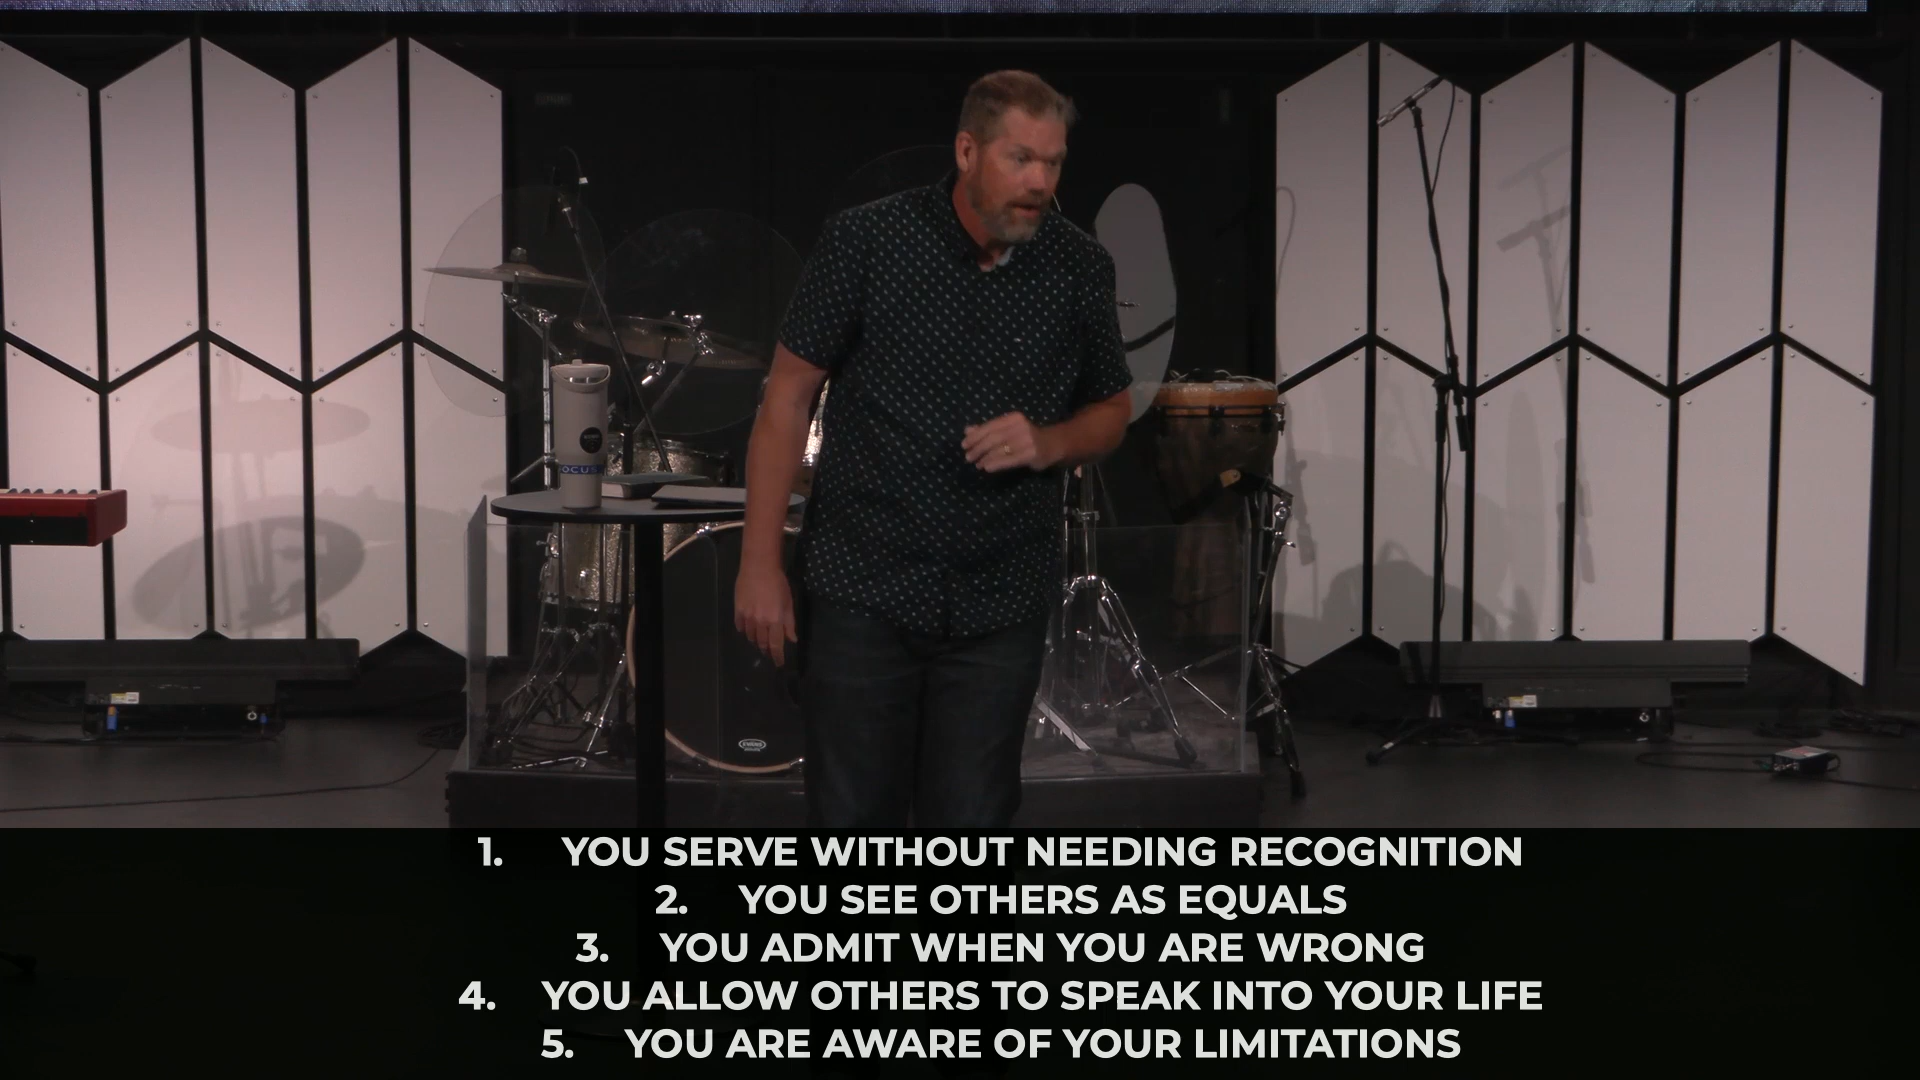 OCUS
1. YOU SERVE WITHOUT NEEDING RECOGNITION
2. YOU SEE OTHERS AS EQUALS
3. YOU ADMIT WHEN YOU ARE WRONG
4. YOU ALLOW OTHERS TO SPEAK INTO YOUR LIFE
5. YOU ARE AWARE OF YOUR LIMITATIONS